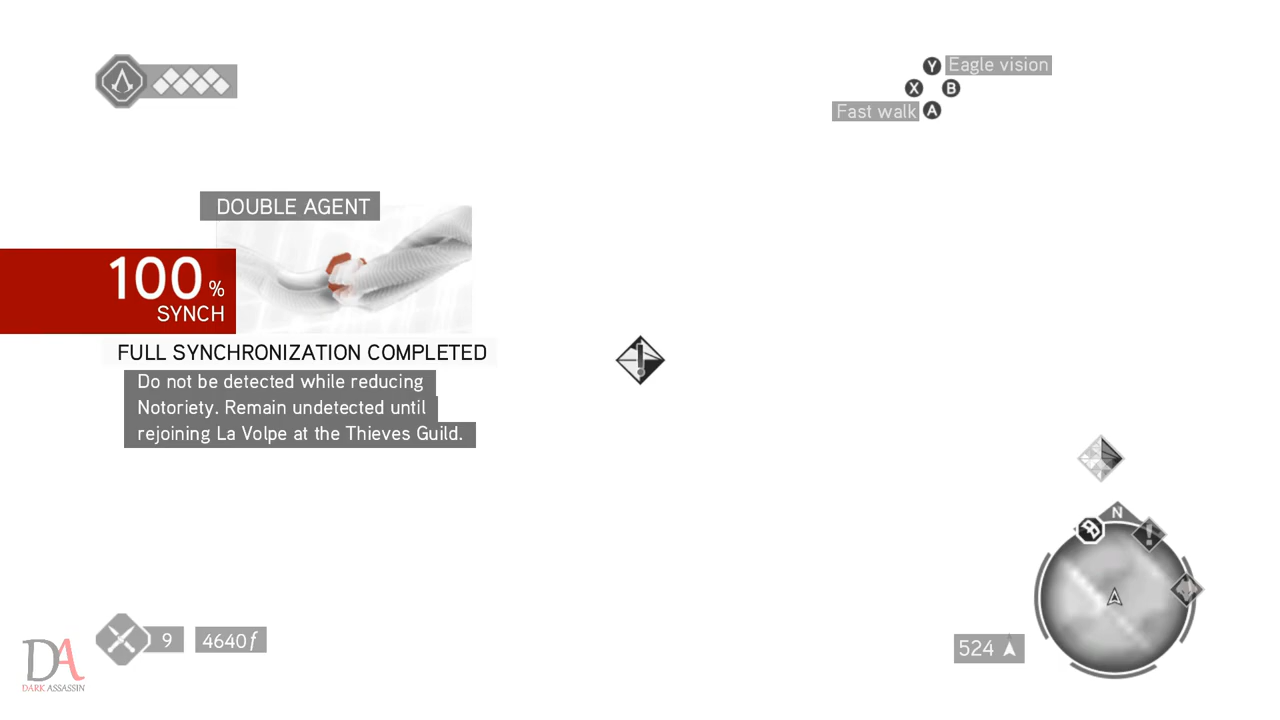 Y Eagle vision
X B
Fast walk A
DOUBLE AGENT
100 %
SYNCH
FULL SYNCHRONIZATION COMPLETED
Do not be detected while reducing
Notoriety. Remain undetected until
rejoining La Volpe at the Thieves Guild.
N
9 4640 f
524
DA
DARK ASSASSIN